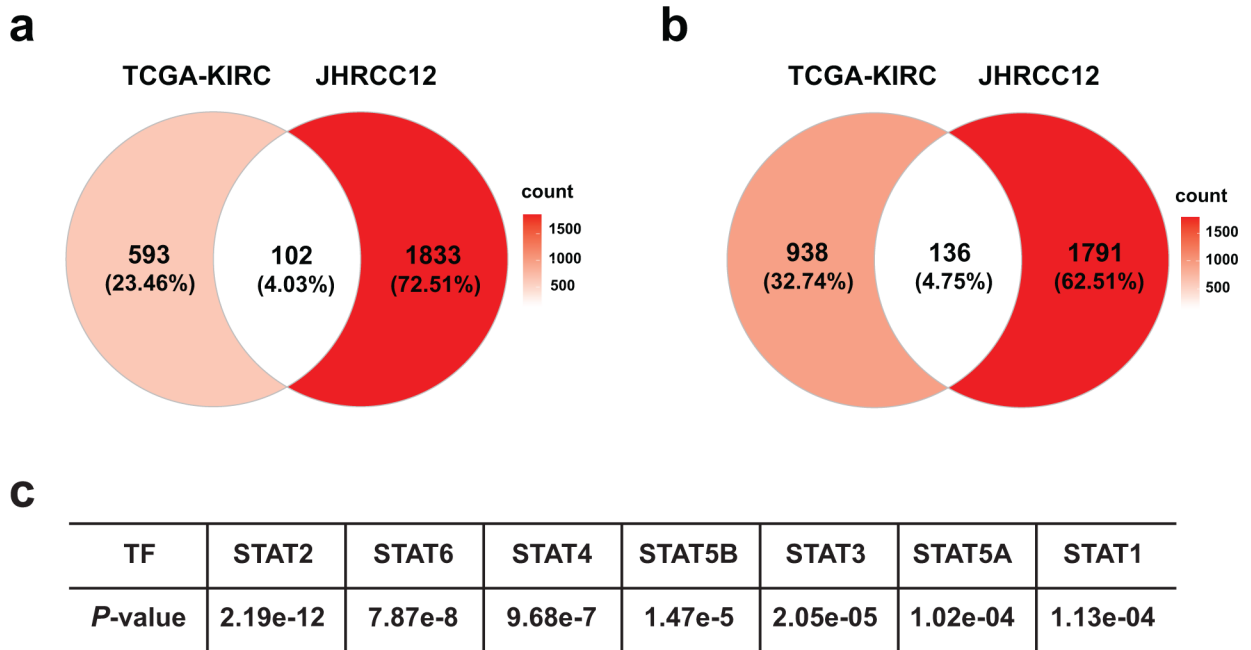 a
TCGA-KIRC JHRCC12
593 102 1833
(23.46%) (4.03%) (72.51%)
count
1500
1000
500
b
TCGA-KIRC JHRCC12
938 136 1791
(32.74%) (4.75%) (62.51%)
count
1500
1000
500
c
TF STAT2 STAT6 STAT4 STAT5B STAT3 STAT5A STAT1
P-value 2.19e-12 7.87e-8 9.68e-7 1.47e-5 2.05e-05 1.02e-04 1.13e-04